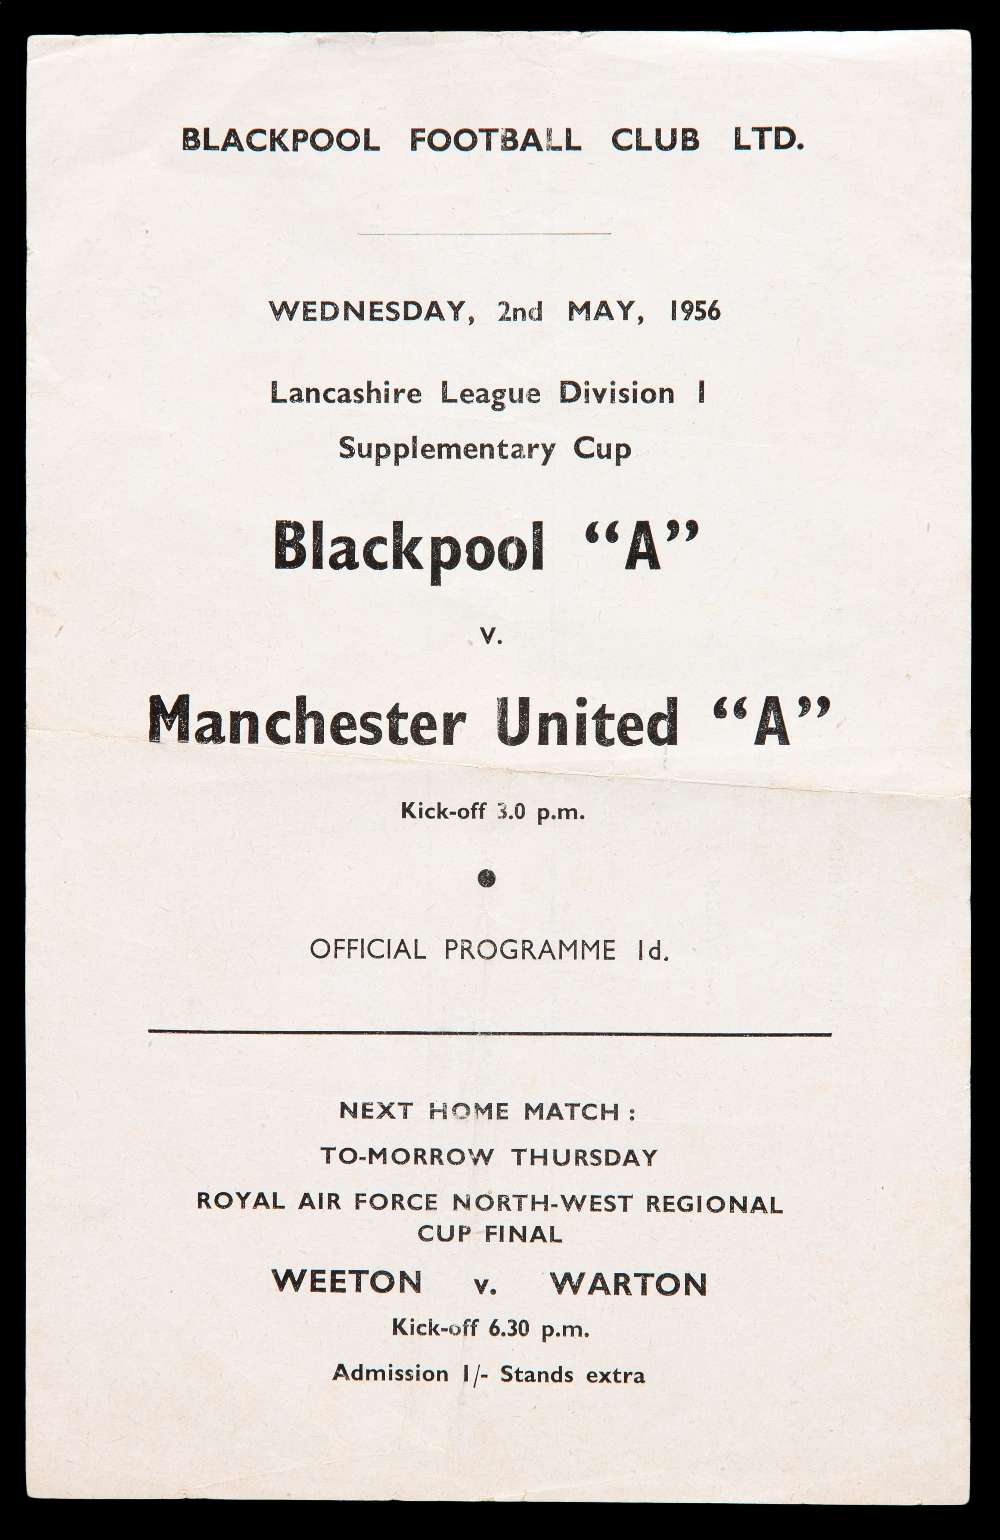 BLACKPOOL FOOTBALL CLUB LTD.
WEDNESDAY, 2nd MAY, 1956
Lancashire League Division 1
Supplementary Cup
Blackpool “A”
v.
Manchester United “A”
Kick-off 3.0 p.m.
OFFICIAL PROGRAMME 1d.
NEXT HOME MATCH :
TO-MORROW THURSDAY
ROYAL AIR FORCE NORTH-WEST REGIONAL
CUP FINAL
WEETON v. WARTON
Kick-off 6.30 p.m.
Admission 1/- Stands extra